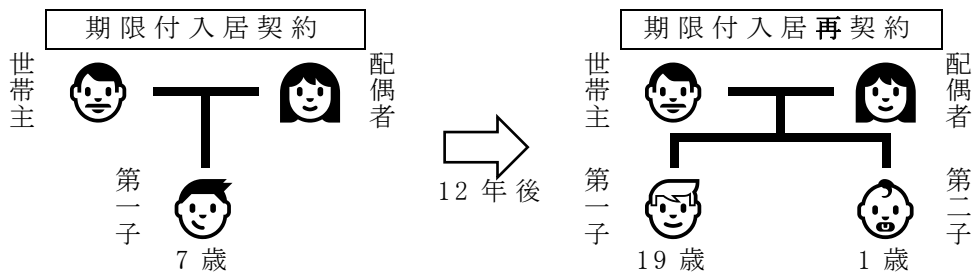 期限付入居契約
世帯主
配偶者
第一子
7歳
12年後
期限付入居再契約
世帯主
配偶者
第一子
19歳
第二子
1歳